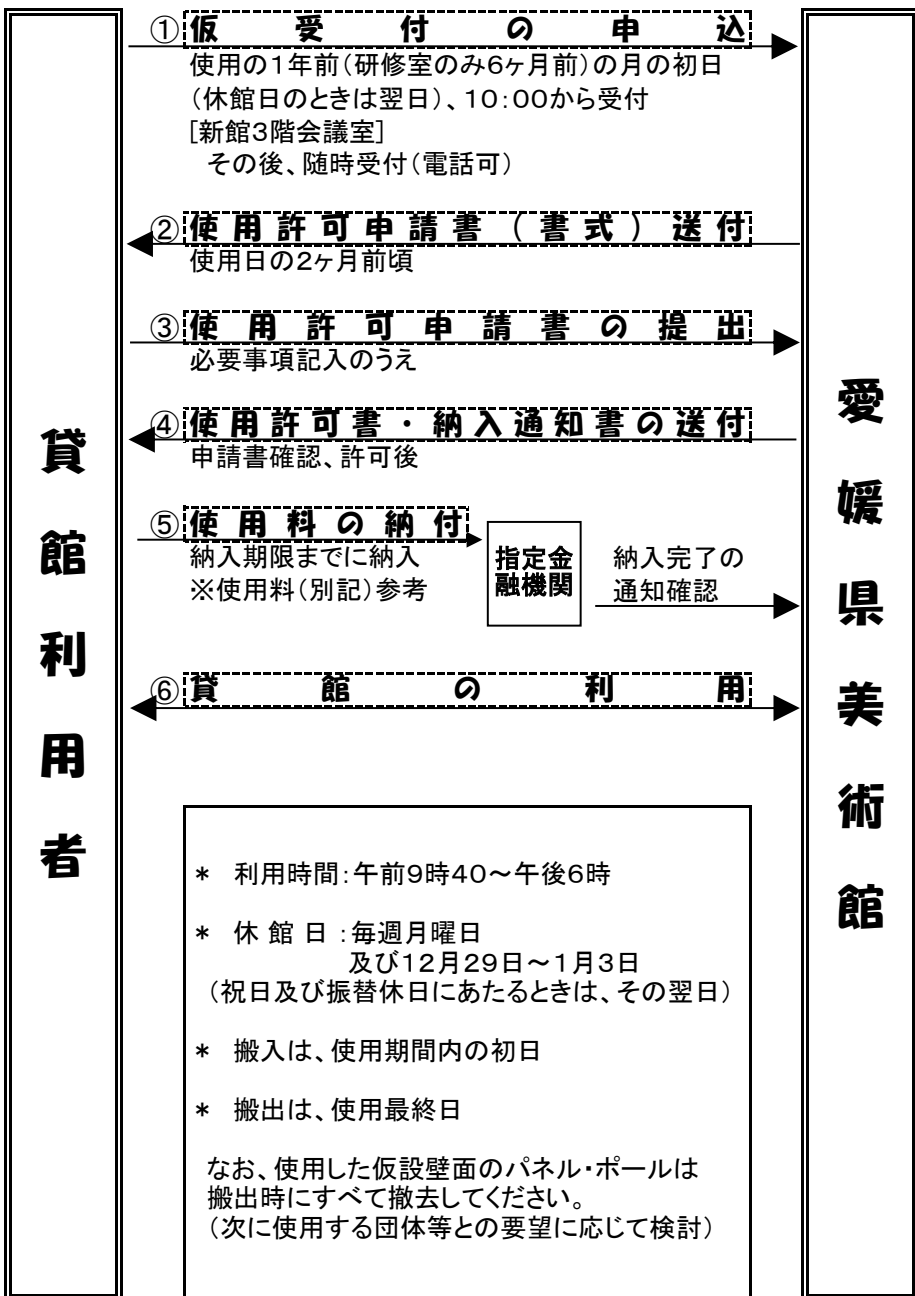 貸館利用者
愛媛県美術館
①仮受付の申込
使用の1年前(研修室のみ6ヶ月前)の月の初日
(休館日のときは翌日)、10:00から受付
[新館3階会議室]
その後、随時受付(電話可)
②使用許可申請書(書式)送付
使用日の2ヶ月前頃
③使用許可申請書の提出
必要事項記入のうえ
④使用許可書・納入通知書の送付
申請書確認、許可後
⑤使用料の納付
納入期限までに納入
※使用料(別記)参考
指定金
融機関
納入完了の
通知確認
⑥貸館の利用
* 利用時間:午前9時40~午後6時
* 休館日:毎週月曜日
及び12月29日~1月3日
(祝日及び振替休日にあたるときは、その翌日)
* 搬入は、使用期間内の初日
* 搬出は、使用最終日
なお、使用した仮設壁面のパネル・ポールは
搬出時にすべて撤去してください。
(次に使用する団体等との要望に応じて検討)